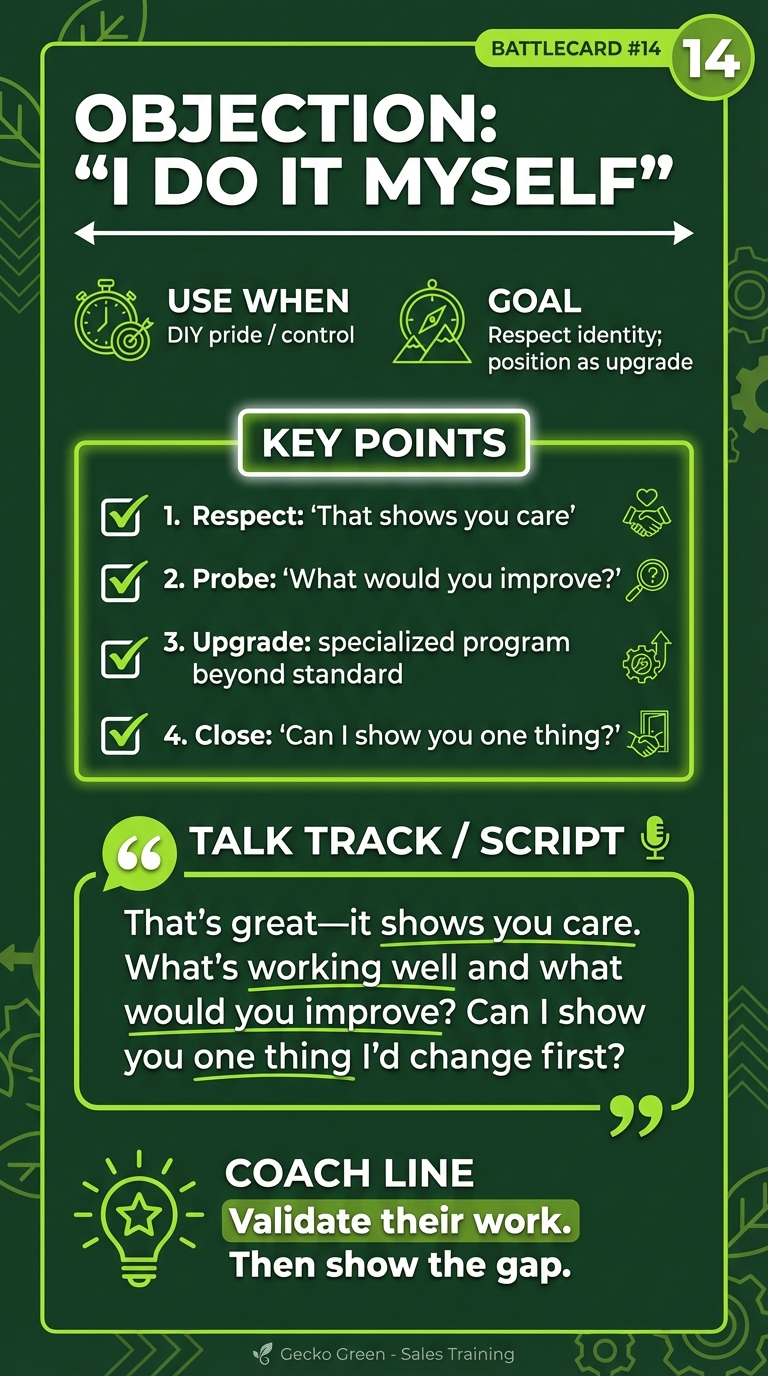 BATTLECARD #14
14
OBJECTION:
“I DO IT MYSELF”
USE WHEN
DIY pride / control
GOAL
Respect identity;
position as upgrade
KEY POINTS
1. Respect: ‘That shows you care’
2. Probe: ‘What would you improve?’
?
3. Upgrade: specialized program
beyond standard
4. Close: ‘Can I show you one thing?’
“
TALK TRACK / SCRIPT
That’s great—it shows you care.
What’s working well and what
would you improve? Can I show
you one thing I’d change first?
”
COACH LINE
Validate their work.
Then show the gap.
Gecko Green - Sales Training